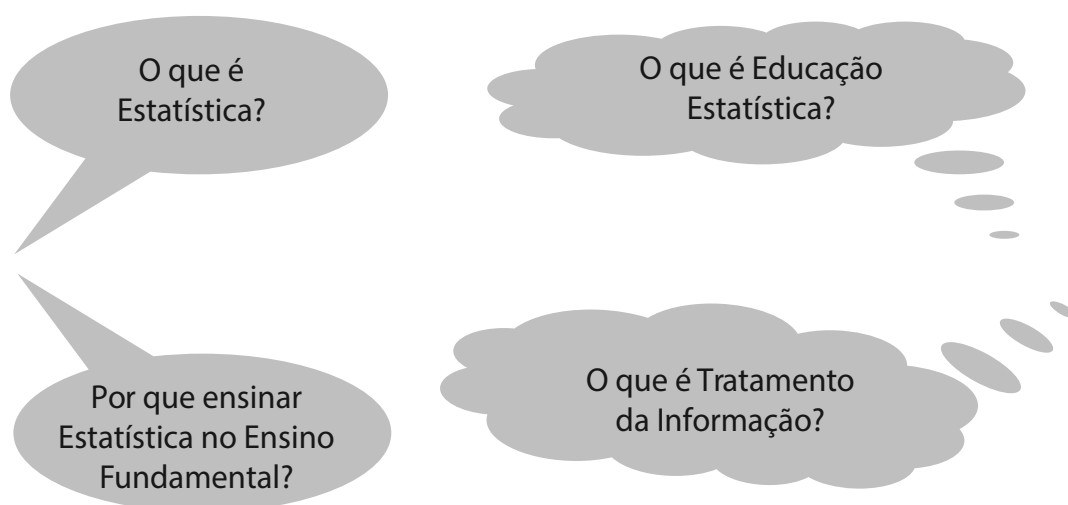 O que é
Estatística?
O que é Educação
Estatística?
Por que ensinar
Estatística no Ensino
Fundamental?
O que é Tratamento
da Informação?